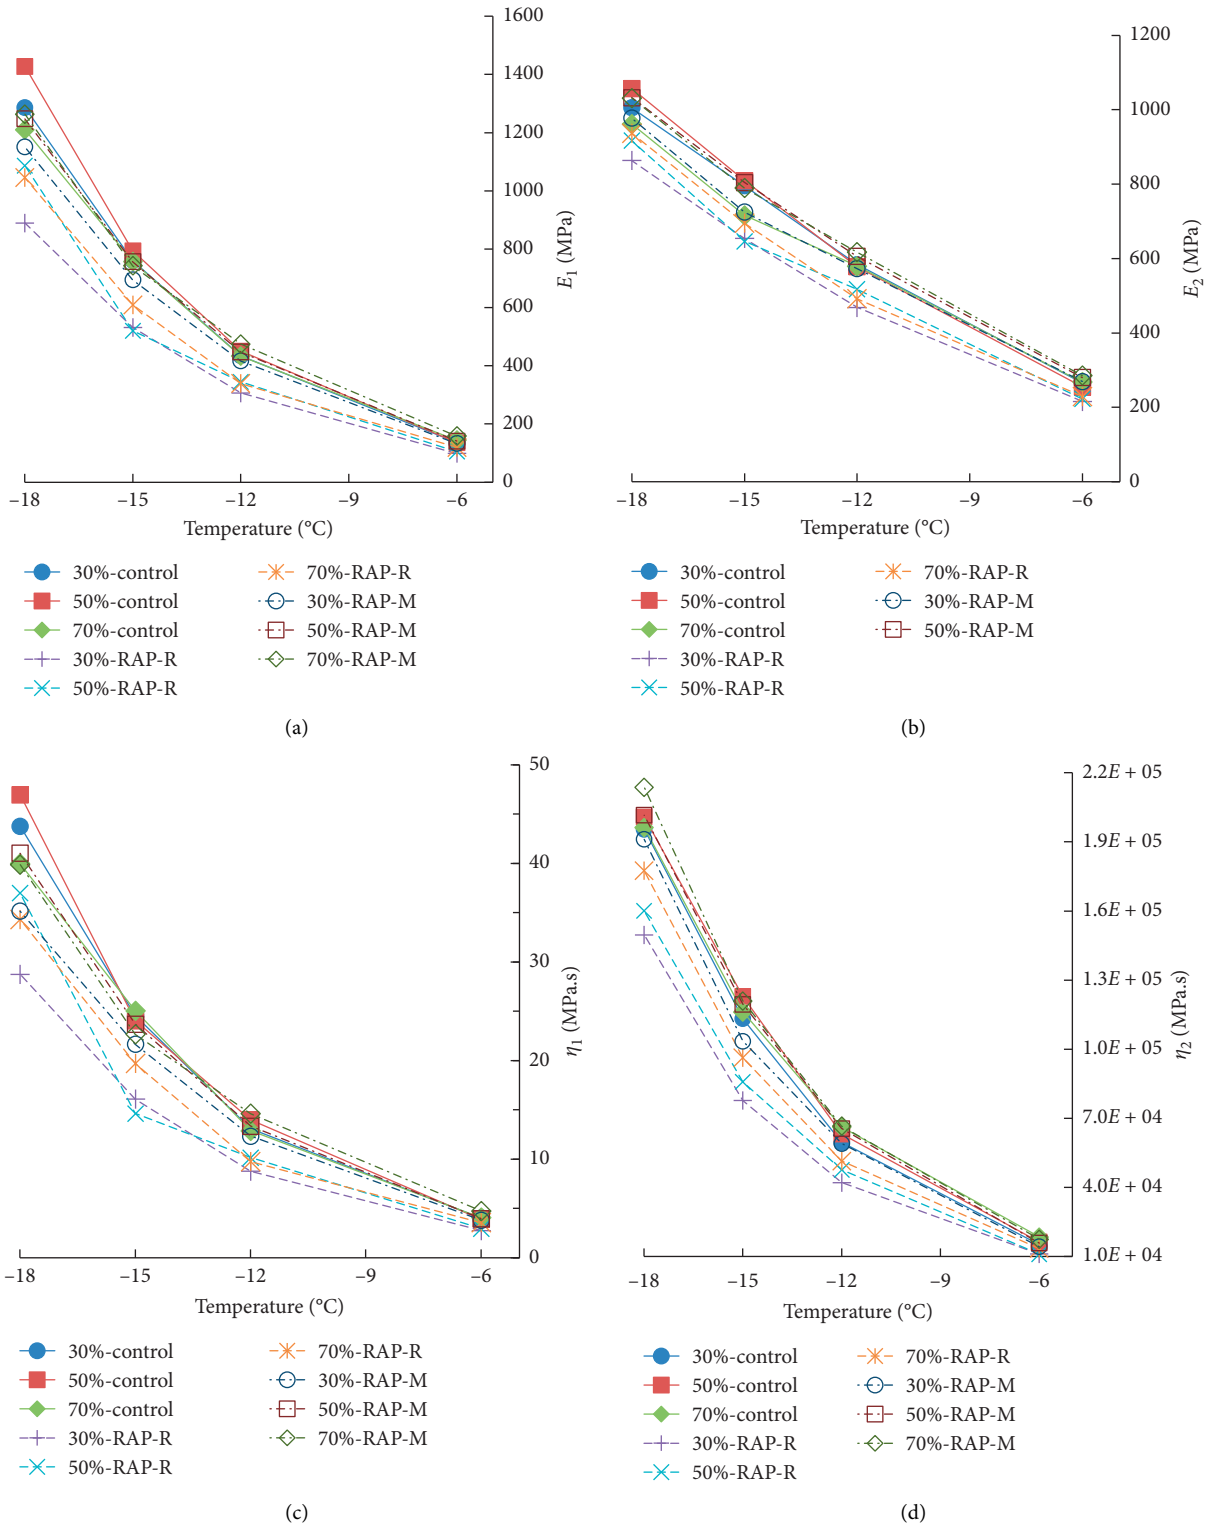 1600
1400
1200
1000
800
600
400
200
0
E1 (MPa)
–18 –15 –12 –9 –6
Temperature (°C)
30%-control 70%-RAP-R
50%-control 30%-RAP-M
70%-control 50%-RAP-M
30%-RAP-R 70%-RAP-M
50%-RAP-R
(a)
1200
1000
800
600
400
200
0
E2 (MPa)
–18 –15 –12 –9 –6
Temperature (°C)
30%-control 70%-RAP-R
50%-control 30%-RAP-M
70%-control 50%-RAP-M
30%-RAP-R
50%-RAP-R
(b)
50
40
30
20
10
0
η1 (MPa.s)
–18 –15 –12 –9 –6
Temperature (°C)
30%-control 70%-RAP-R
50%-control 30%-RAP-M
70%-control 50%-RAP-M
30%-RAP-R 70%-RAP-M
50%-RAP-R
(c)
2.2E + 05
1.9E + 05
1.6E + 05
1.3E + 05
1.0E + 05
7.0E + 04
4.0E + 04
1.0E + 04
η2 (MPa.s)
–18 –15 –12 –9 –6
Temperature (°C)
30%-control 70%-RAP-R
50%-control 30%-RAP-M
70%-control 50%-RAP-M
30%-RAP-R 70%-RAP-M
50%-RAP-R
(d)